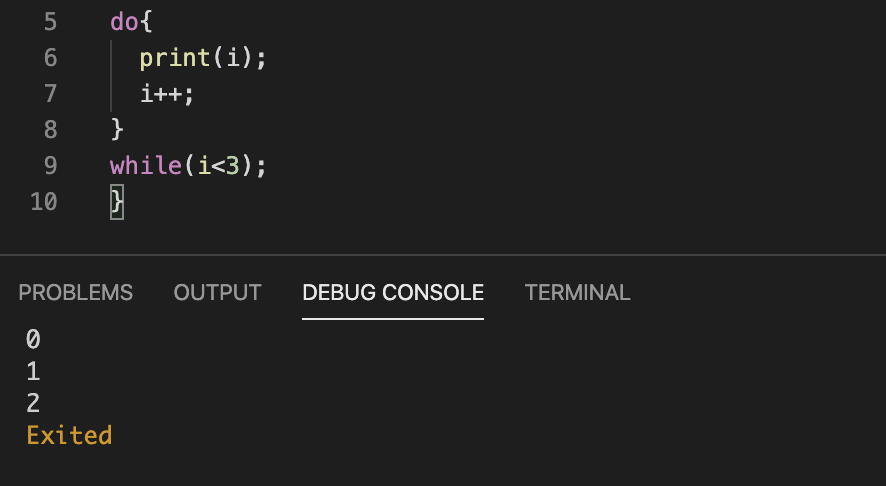 5 do{
6 print(i);
7 i++;
8 }
9 while(i<3);
10 }
PROBLEMS OUTPUT DEBUG CONSOLE TERMINAL
0
1
2
Exited